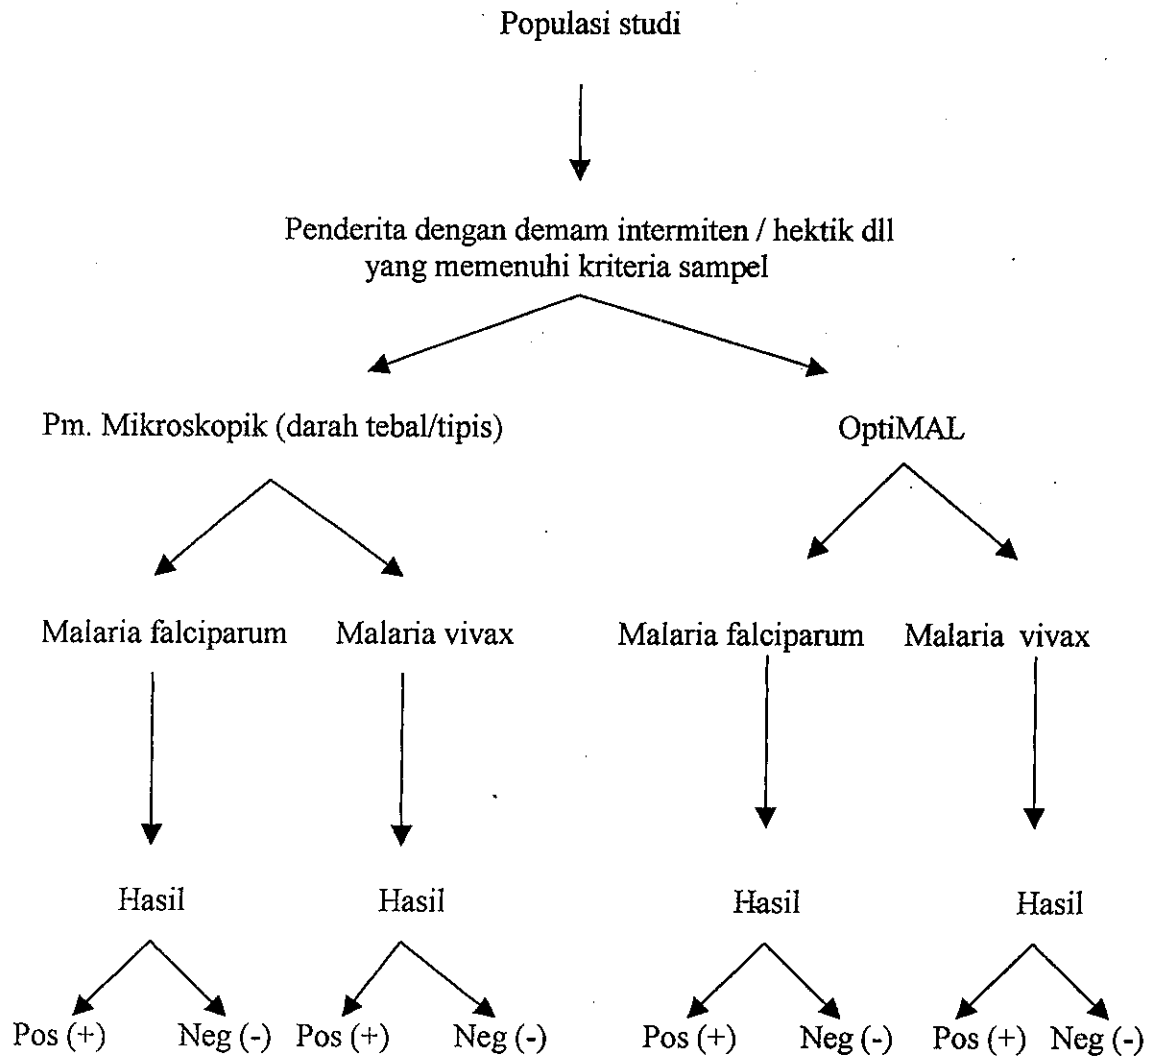 Populasi studi
Penderita dengan demam intermiten / hektik dll
yang memenuhi kriteria sampel
Pm. Mikroskopik (darah tebal/tipis)
OptiMAL
Malaria falciparum
Malaria vivax
Malaria falciparum
Malaria vivax
Hasil
Hasil
Hasil
Hasil
Pos (+)
Neg (-)
Pos (+)
Neg (-)
Pos (+)
Neg (-)
Pos (+)
Neg (-)